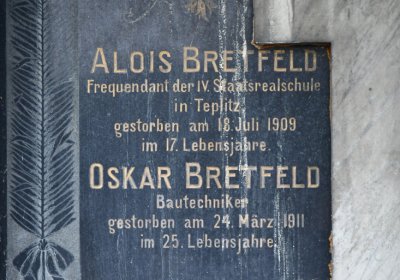 ALOIS BRETFELD
Frequendant der IV. Staatsrealschule
in Teplitz
gestorben am 18. Juli 1909
im 17. Lebensjahre.
OSKAR BRETFELD
Bautechniker
gestorben am 24. März 1911
im 25. Lebensjahre.